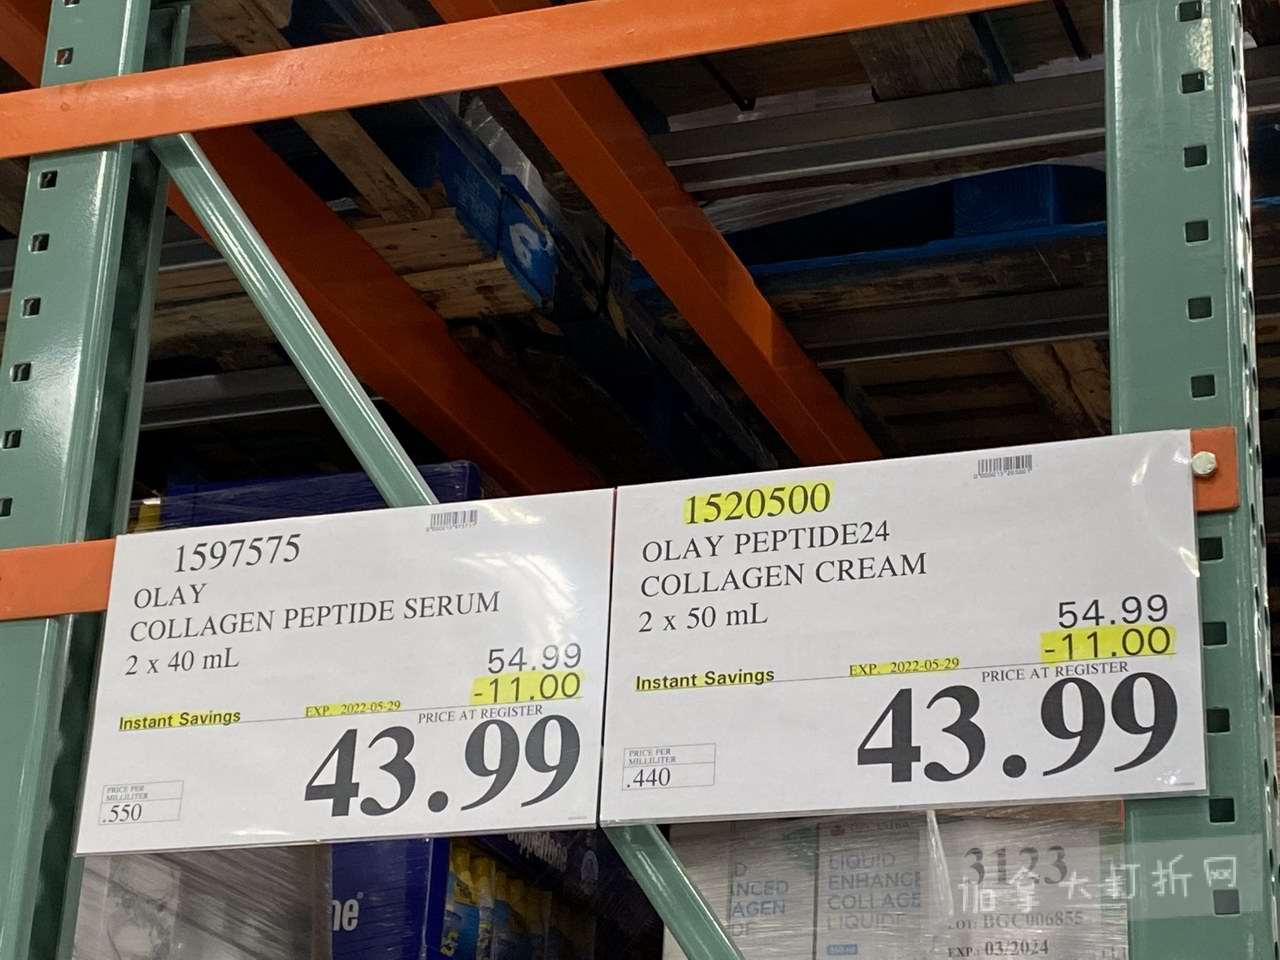 1597575
OLAY
COLLAGEN PEPTIDE SERUM
2 x 40 mL
54.99
-11.00
Instant Savings
EXP. 2022-05-29
PRICE AT REGISTER
43.99
PRICE PER
MILLILITER
.550
1520500
OLAY PEPTIDE24
COLLAGEN CREAM
2 x 50 mL
54.99
-11.00
Instant Savings
EXP. 2022-05-29
PRICE AT REGISTER
43.99
PRICE PER
MILLILITER
.440
LIQUID
ENHANCE
COLLAGE
LIQUIDE
3123
LOT: BGC006855
EXP: 03/2024
加拿大打折网